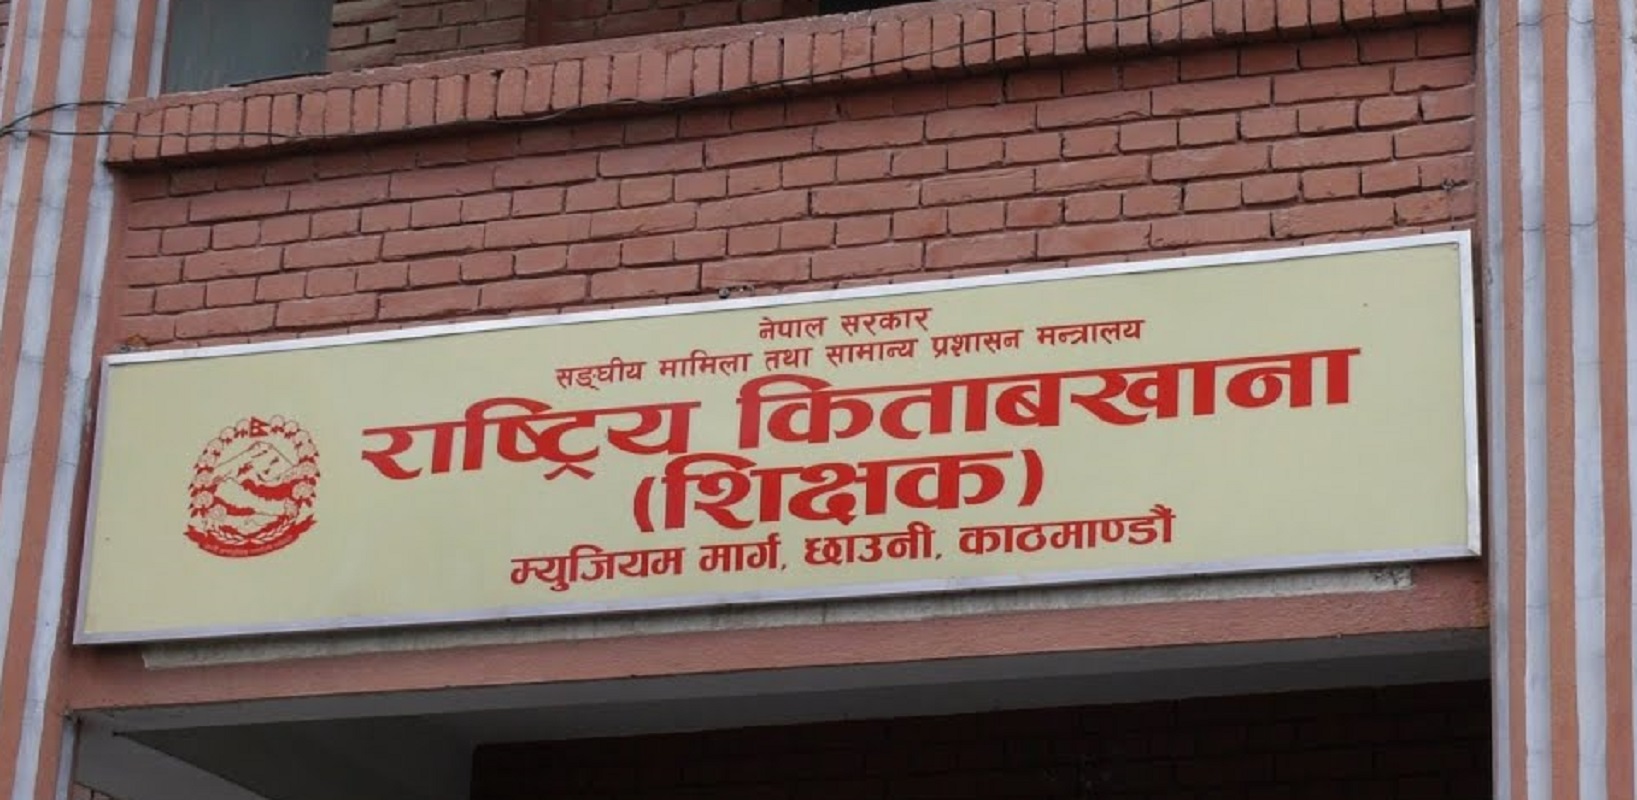 नेपाल सरकार
सङ्घीय मामिला तथा सामान्य प्रशासन मन्त्रालय
राष्ट्रिय किताबखाना
(शिक्षक)
म्युजियम मार्ग, छाउनी, काठमाण्डौं